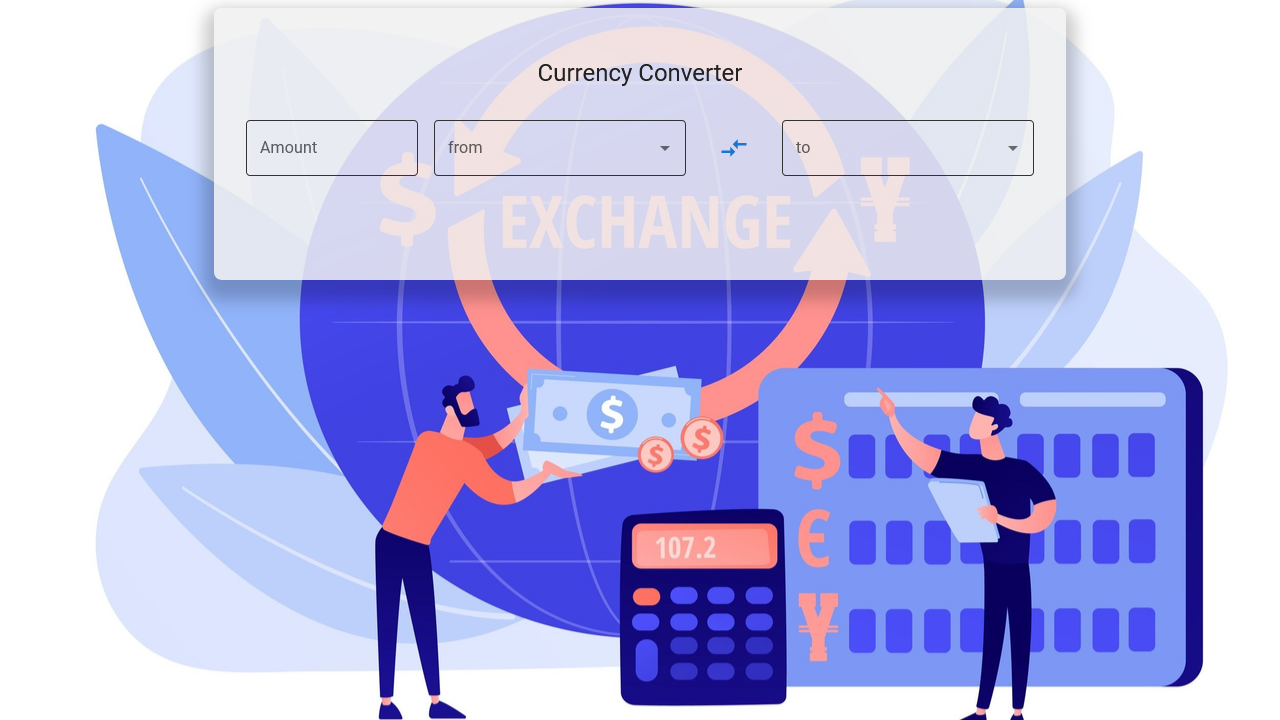 Currency Converter
Amount
from
to
$
¥
EXCHANGE
$
$
$
$
€
¥
107.2